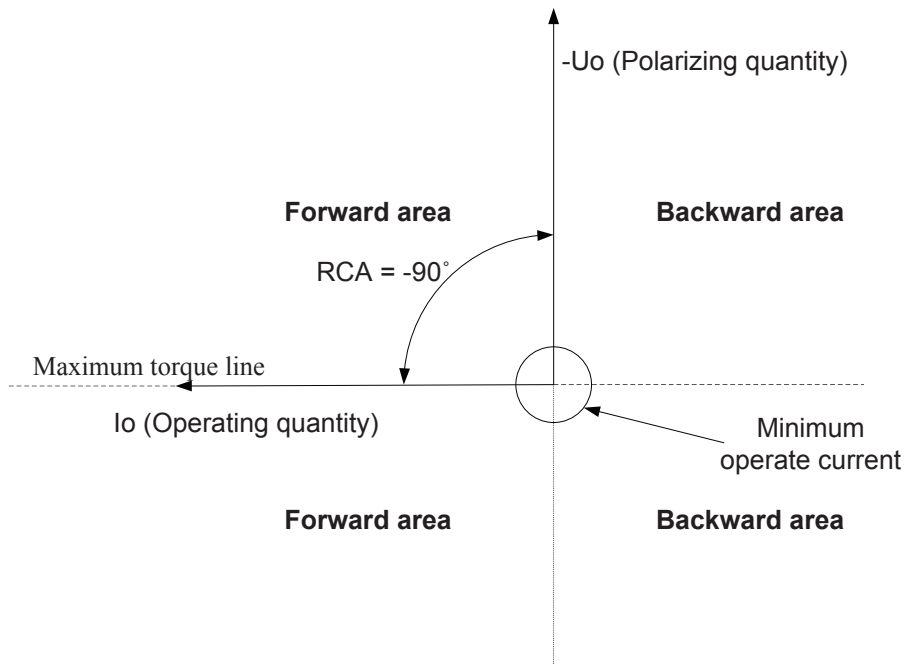 -Uo (Polarizing quantity)
Forward area
Backward area
RCA = -90˚
Maximum torque line
Io (Operating quantity)
Minimum
operate current
Forward area
Backward area